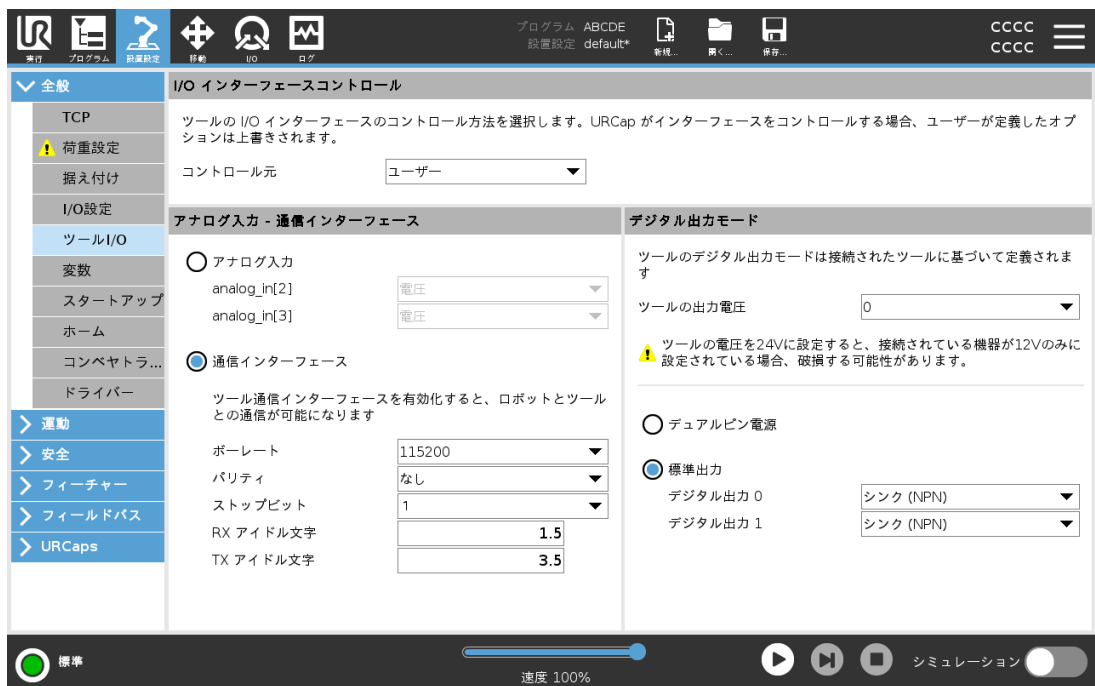 UR
実行
プログラム
設置設定
移動
I/O
ログ
プログラム ABCDE
設置設定 default*
新規...
開く...
保存...
CCCC
CCCC
全般
TCP
荷重設定
据え付け
I/O設定
ツールI/O
変数
スタートアップ
ホーム
コンベヤトラ...
ドライバー
運動
安全
フィーチャー
フィールドバス
URCaps
I/O インターフェースコントロール
ツールの I/O インターフェースのコントロール方法を選択します。URCap がインターフェースをコントロールする場合、ユーザーが定義したオプ
ションは上書きされます。
コントロール元 ユーザー
アナログ入力 - 通信インターフェース
アナログ入力
analog_in[2] 電圧
analog_in[3] 電圧
通信インターフェース
ツール通信インターフェースを有効化すると、ロボットとツール
との通信が可能になります
ボーレート 115200
パリティ なし
ストップビット 1
RX アイドル文字 1.5
TX アイドル文字 3.5
デジタル出力モード
ツールのデジタル出力モードは接続されたツールに基づいて定義されま
す
ツールの出力電圧 0
ツールの電圧を24Vに設定すると、接続されている機器が12Vのみに
設定されている場合、破損する可能性があります。
デュアルピン電源
標準出力
デジタル出力 0 シンク (NPN)
デジタル出力 1 シンク (NPN)
標準
速度 100%
シミュレーション